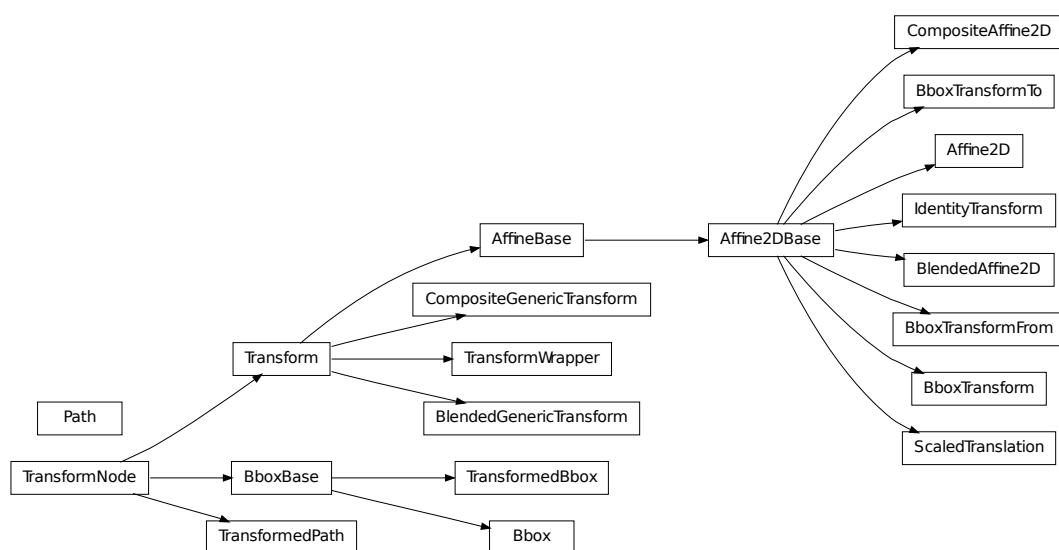 CompositeAffine2D
BboxTransformTo
Affine2D
IdentityTransform
AffineBase
Affine2DBase
BlendedAffine2D
CompositeGenericTransform
BboxTransformFrom
Transform
TransformWrapper
BboxTransform
Path
BlendedGenericTransform
ScaledTranslation
TransformNode
BboxBase
TransformedBbox
TransformedPath
Bbox